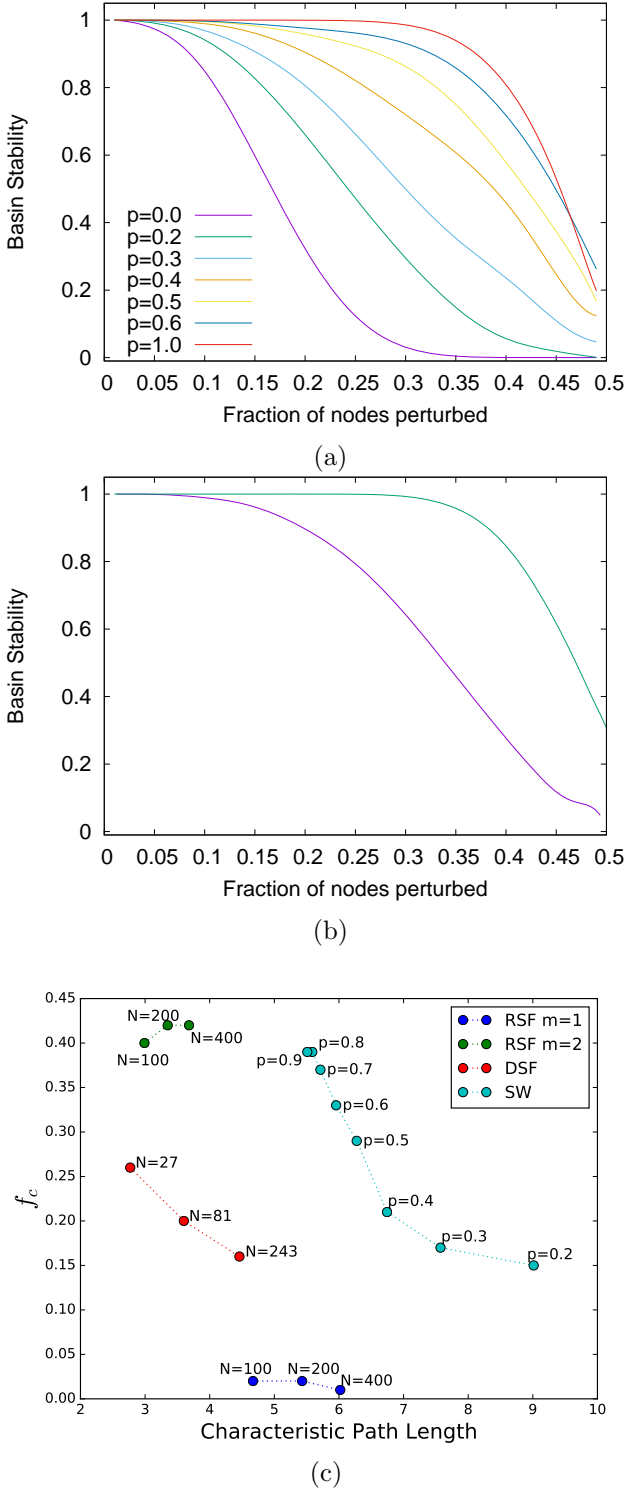 1
0.8
0.6
0.4
0.2
0
Basin Stability
p=0.0
p=0.2
p=0.3
p=0.4
p=0.5
p=0.6
p=1.0
0 0.05 0.1 0.15 0.2 0.25 0.3 0.35 0.4 0.45 0.5
Fraction of nodes perturbed
(a)
1
0.8
0.6
0.4
0.2
0
Basin Stability
0 0.05 0.1 0.15 0.2 0.25 0.3 0.35 0.4 0.45 0.5
Fraction of nodes perturbed
(b)
0.45
0.40
0.35
0.30
0.25
0.20
0.15
0.10
0.05
0.00
f_c
N=200
N=100
N=400
p=0.8
p=0.9
p=0.7
p=0.6
p=0.5
p=0.4
p=0.3
p=0.2
N=27
N=81
N=243
N=100
N=200
N=400
RSF m=1
RSF m=2
DSF
SW
2 3 4 5 6 7 8 9 10
Characteristic Path Length
(c)